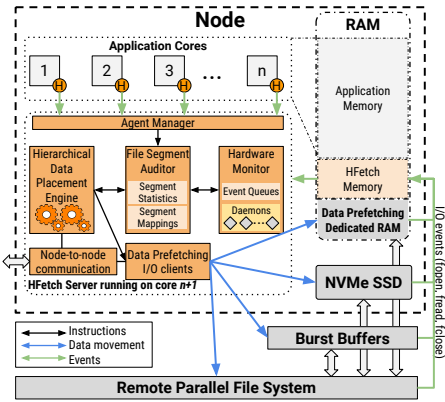 Node
RAM
Application Cores
1
2
3
...
n
H
H
H
H
Application
Memory
Agent Manager
Hierarchical
Data
Placement
Engine
File Segment
Auditor
Segment
Statistics
Segment
Mappings
Hardware
Monitor
Event Queues
Daemons
HFetch
Memory
Data Prefetching
Dedicated RAM
Node-to-node
communication
Data Prefetching
I/O clients
HFetch Server running on core n+1
NVMe SSD
I/O events (fopen, fread, fclose)
Instructions
Data movement
Events
Burst Buffers
Remote Parallel File System